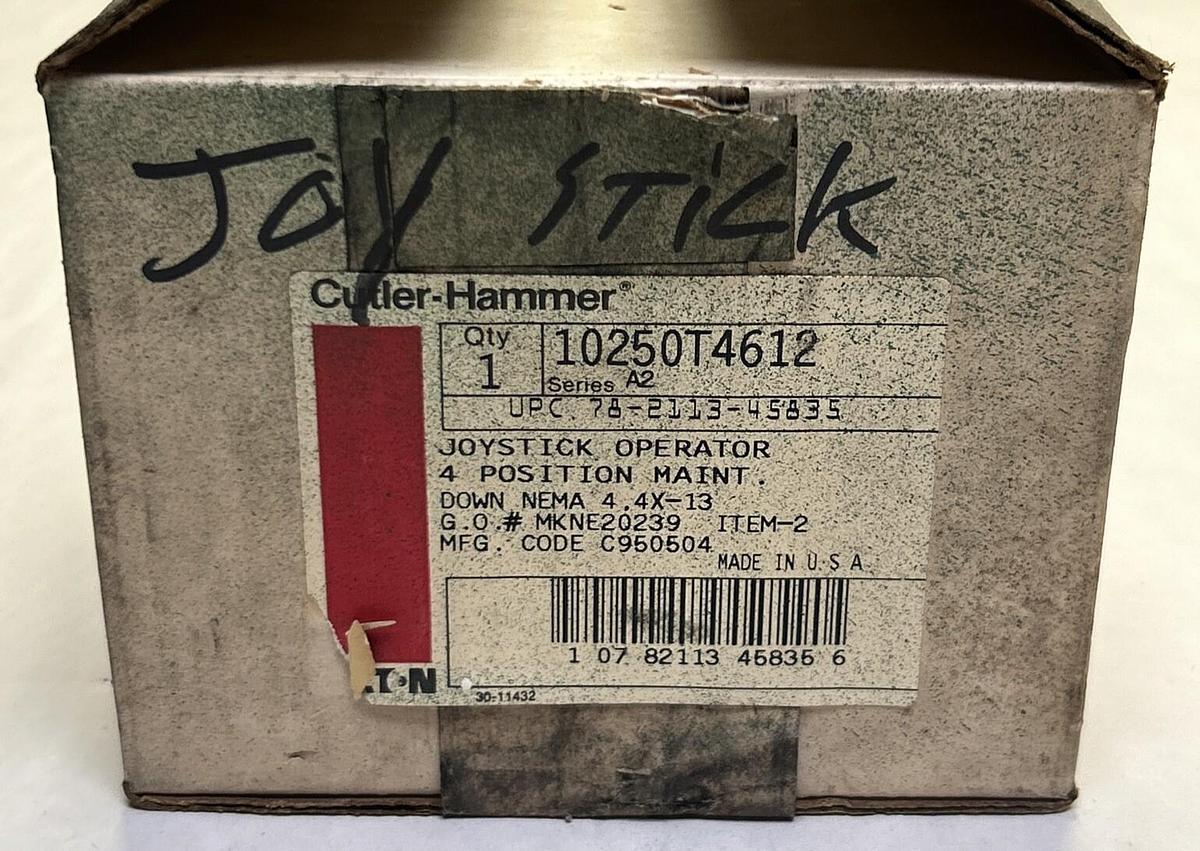 JOY STiCK
Cutler-Hammer®
Qty 1
10250T4612
Series A2
UPC 78-2113-45835
JOYSTICK OPERATOR
4 POSITION MAINT.
DOWN NEMA 4.4X-13
G.O.# MKNE20239 ITEM-2
MFG. CODE C950504
MADE IN U S A
1 07 82113 45835 6
30-11432